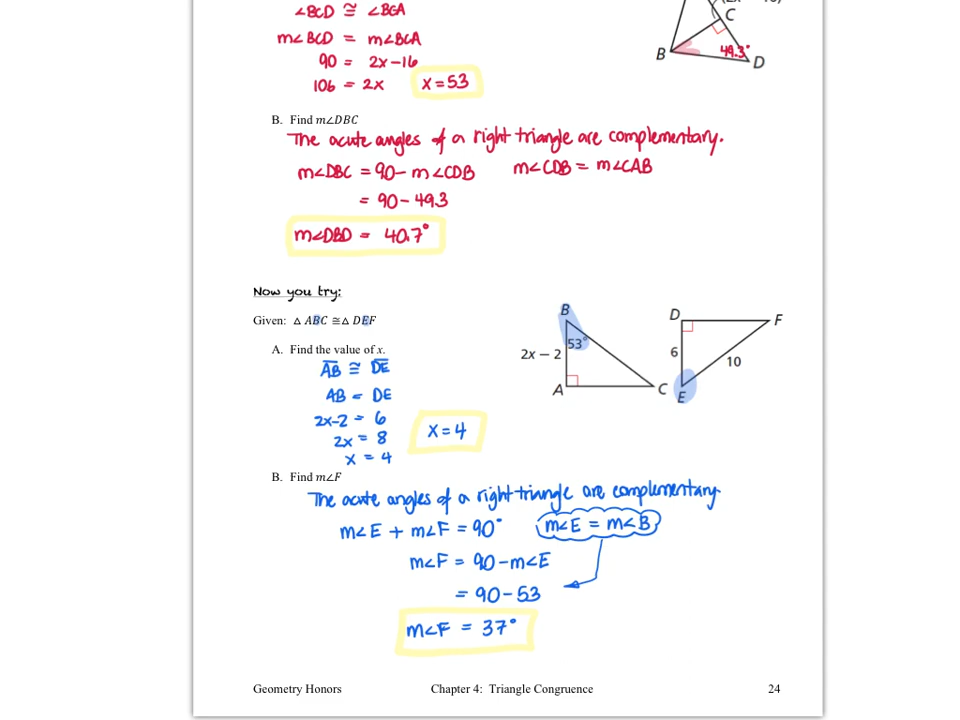 ∠BCD ≅ ∠BCA
m∠BCD = m∠BCA
90 = 2x-16
106 = 2x x=53
C
B
49.3°
D
B. Find m∠DBC
The acute angles of a right triangle are complementary.
m∠DBC = 90- m∠CDB m∠CDB = m∠CAB
= 90-49.3
m∠DBD = 40.7°
Now you try:
Given: △ ABC ≅△ DEF
A. Find the value of x.
AB ≅ DE
AB = DE
2x-2 = 6
2x = 8
x = 4
x=4
B
53°
2x − 2
A
C
D
F
6
10
E
B. Find m∠F
The acute angles of a right triangle are complementary.
m∠E + m∠F = 90° m∠E = m∠B
m∠F = 90-m∠E
= 90-53
m∠F = 37°
Geometry Honors Chapter 4: Triangle Congruence 24